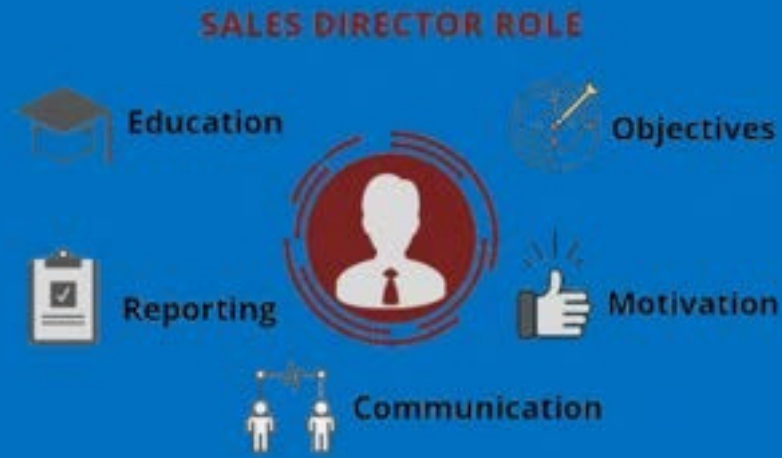 SALES DIRECTOR ROLE
Education
Objectives
Reporting
Motivation
Communication